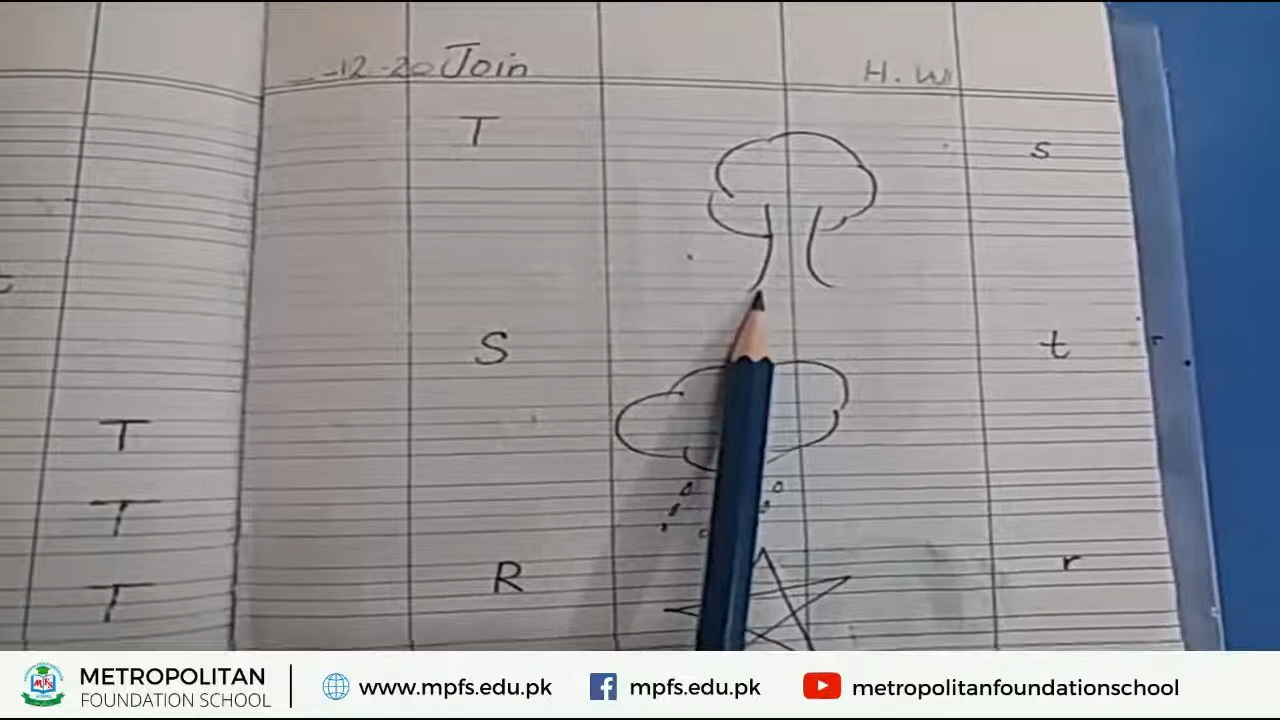 -12-20 Join H.W
T s
S t
T
T
R r
T
METROPOLITAN
FOUNDATION SCHOOL
www.mpfs.edu.pk
mpfs.edu.pk
metropolitanfoundationschool